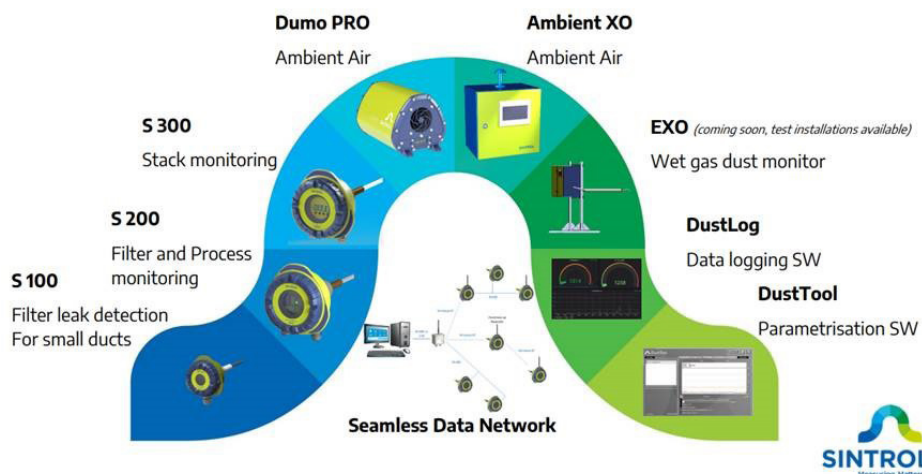 Dumo PRO
Ambient Air
Ambient XO
Ambient Air
S 300
Stack monitoring
EXO (coming soon, test installations available)
Wet gas dust monitor
S 200
Filter and Process
monitoring
DustLog
Data logging SW
S 100
Filter leak detection
For small ducts
DustTool
Parametrisation SW
Seamless Data Network
SINTROL